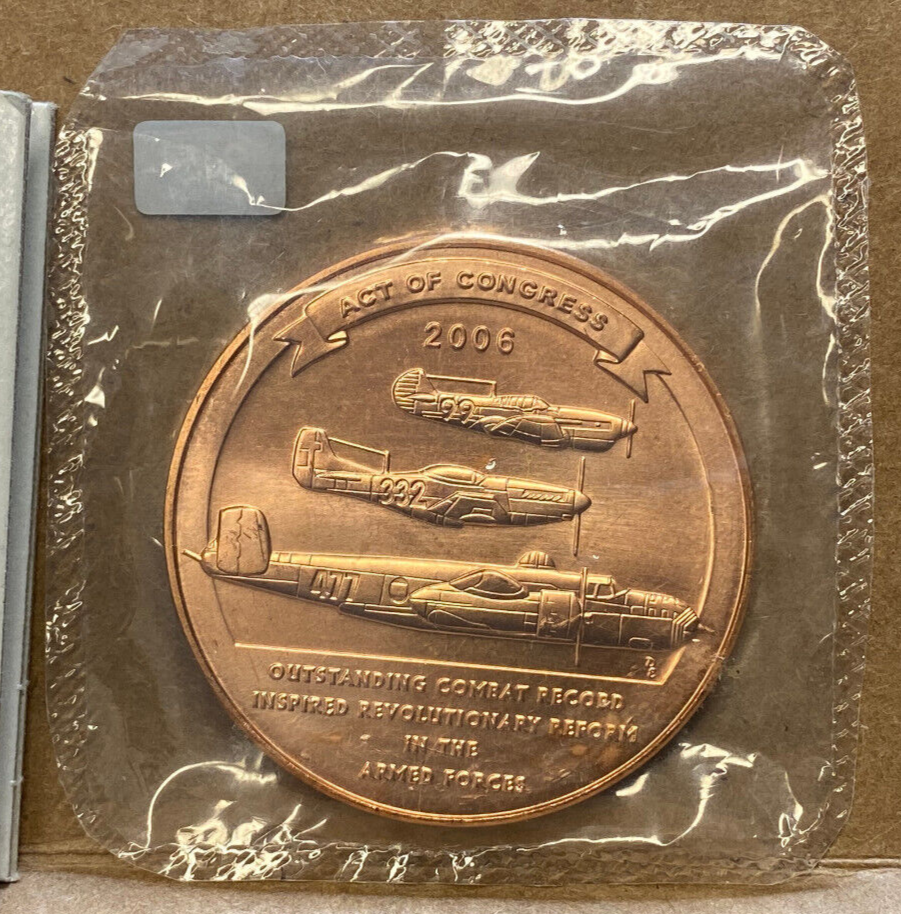 ACT OF CONGRESS
2006
99
332
477
OUTSTANDING COMBAT RECORD
INSPIRED REVOLUTIONARY REFORM
IN THE
ARMED FORCES